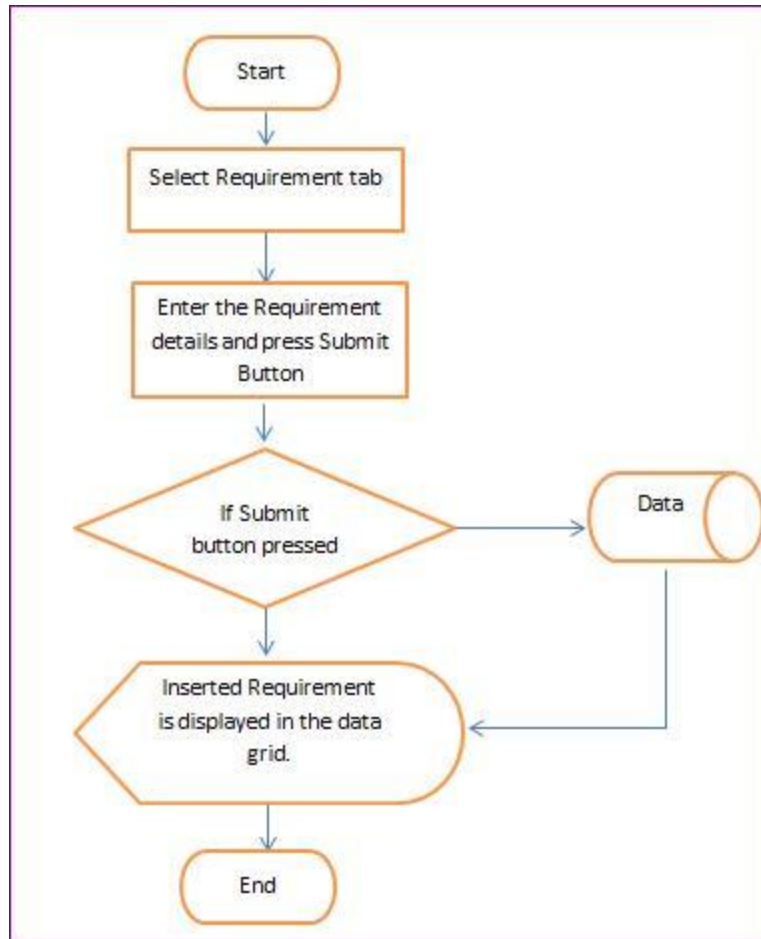 Start
Select Requirement tab
Enter the Requirement
details and press Submit
Button
If Submit
button pressed
Data
Inserted Requirement
is displayed in the data
grid.
End